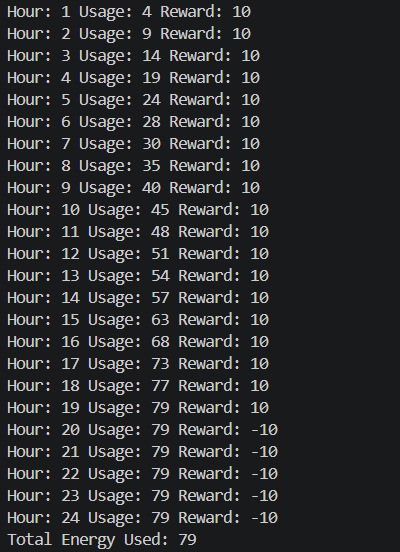 Hour: 1 Usage: 4 Reward: 10
Hour: 2 Usage: 9 Reward: 10
Hour: 3 Usage: 14 Reward: 10
Hour: 4 Usage: 19 Reward: 10
Hour: 5 Usage: 24 Reward: 10
Hour: 6 Usage: 28 Reward: 10
Hour: 7 Usage: 30 Reward: 10
Hour: 8 Usage: 35 Reward: 10
Hour: 9 Usage: 40 Reward: 10
Hour: 10 Usage: 45 Reward: 10
Hour: 11 Usage: 48 Reward: 10
Hour: 12 Usage: 51 Reward: 10
Hour: 13 Usage: 54 Reward: 10
Hour: 14 Usage: 57 Reward: 10
Hour: 15 Usage: 63 Reward: 10
Hour: 16 Usage: 68 Reward: 10
Hour: 17 Usage: 73 Reward: 10
Hour: 18 Usage: 77 Reward: 10
Hour: 19 Usage: 79 Reward: 10
Hour: 20 Usage: 79 Reward: -10
Hour: 21 Usage: 79 Reward: -10
Hour: 22 Usage: 79 Reward: -10
Hour: 23 Usage: 79 Reward: -10
Hour: 24 Usage: 79 Reward: -10
Total Energy Used: 79